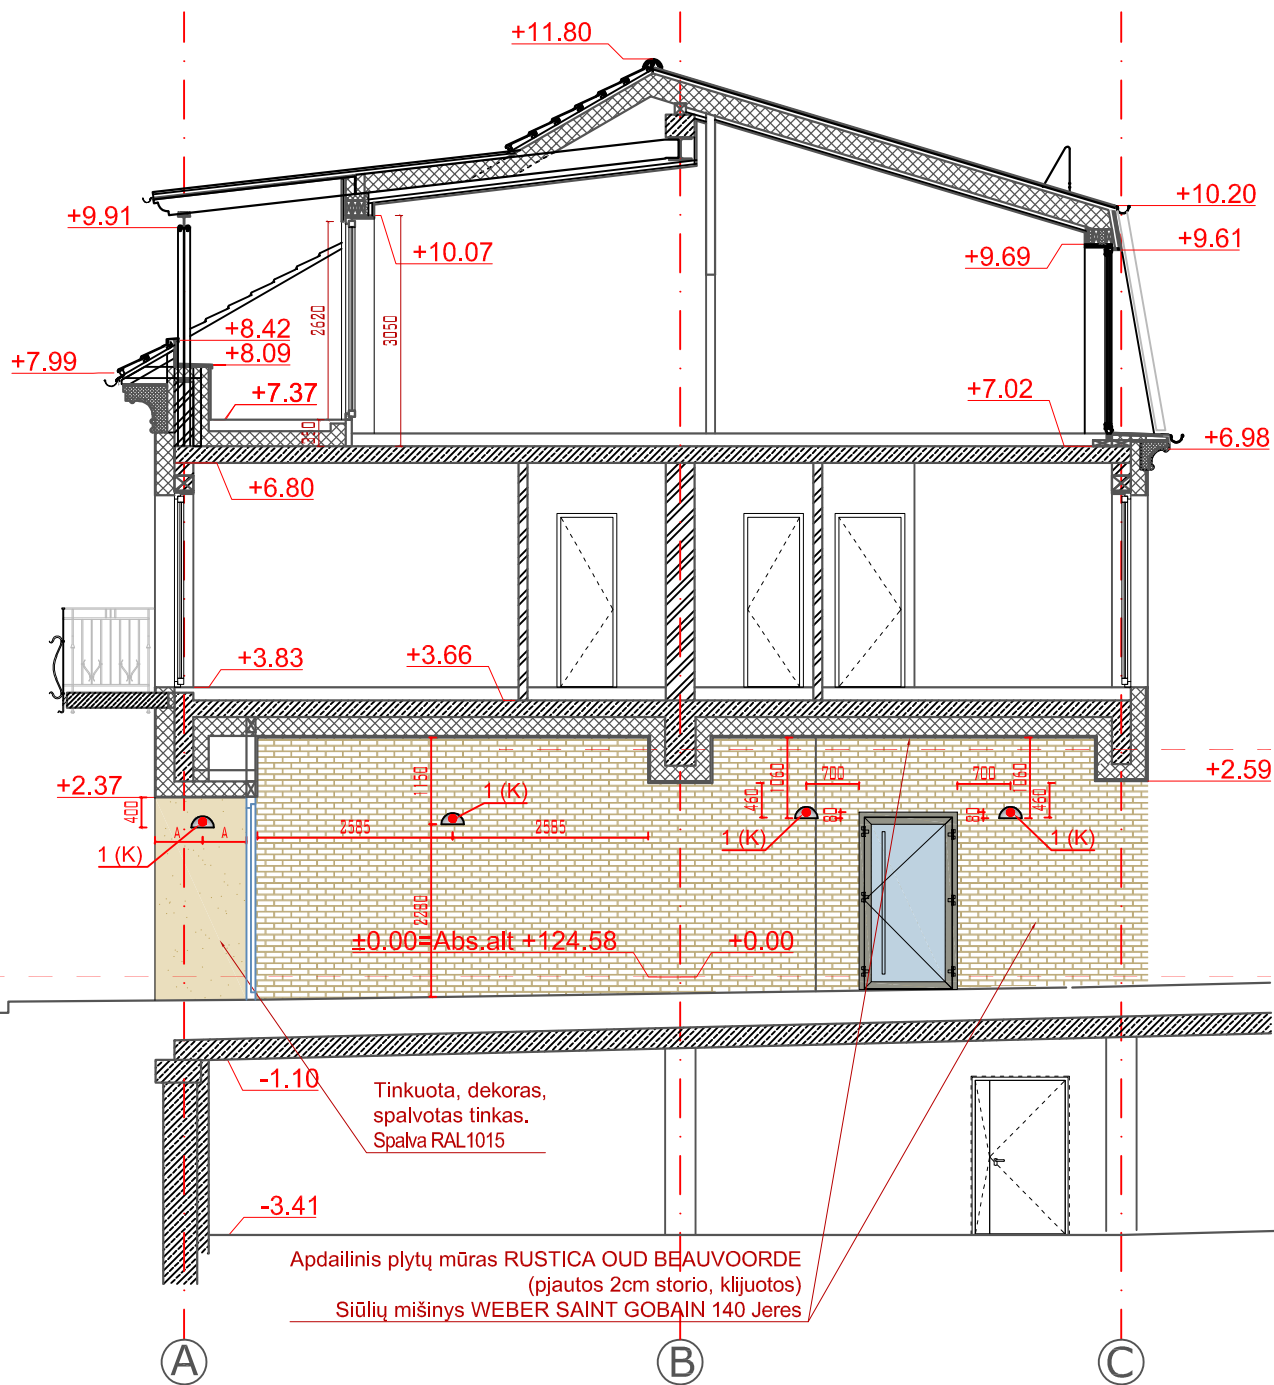 +11.80
+10.20
+9.91
+9.61
+10.07
+9.69
2620
3050
+8.42
+8.09
+7.99
+7.37
+7.02
+6.98
+6.80
+3.83
+3.66
+2.59
+2.37
400
A
A
1 (K)
1150
1 (K)
2585
2585
2280
1060
700
460
80
1 (K)
700
1060
460
80
1 (K)
±0.00=Abs.alt +124.58
+0.00
-1.10
Tinkuota, dekoras,
spalvotas tinkas.
Spalva RAL1015
-3.41
Apdailinis plytų mūras RUSTICA OUD BEAUVOORDE
(pjautos 2cm storio, klijuotos)
Siūlių mišinys WEBER SAINT GOBAIN 140 Jeres
A
B
C